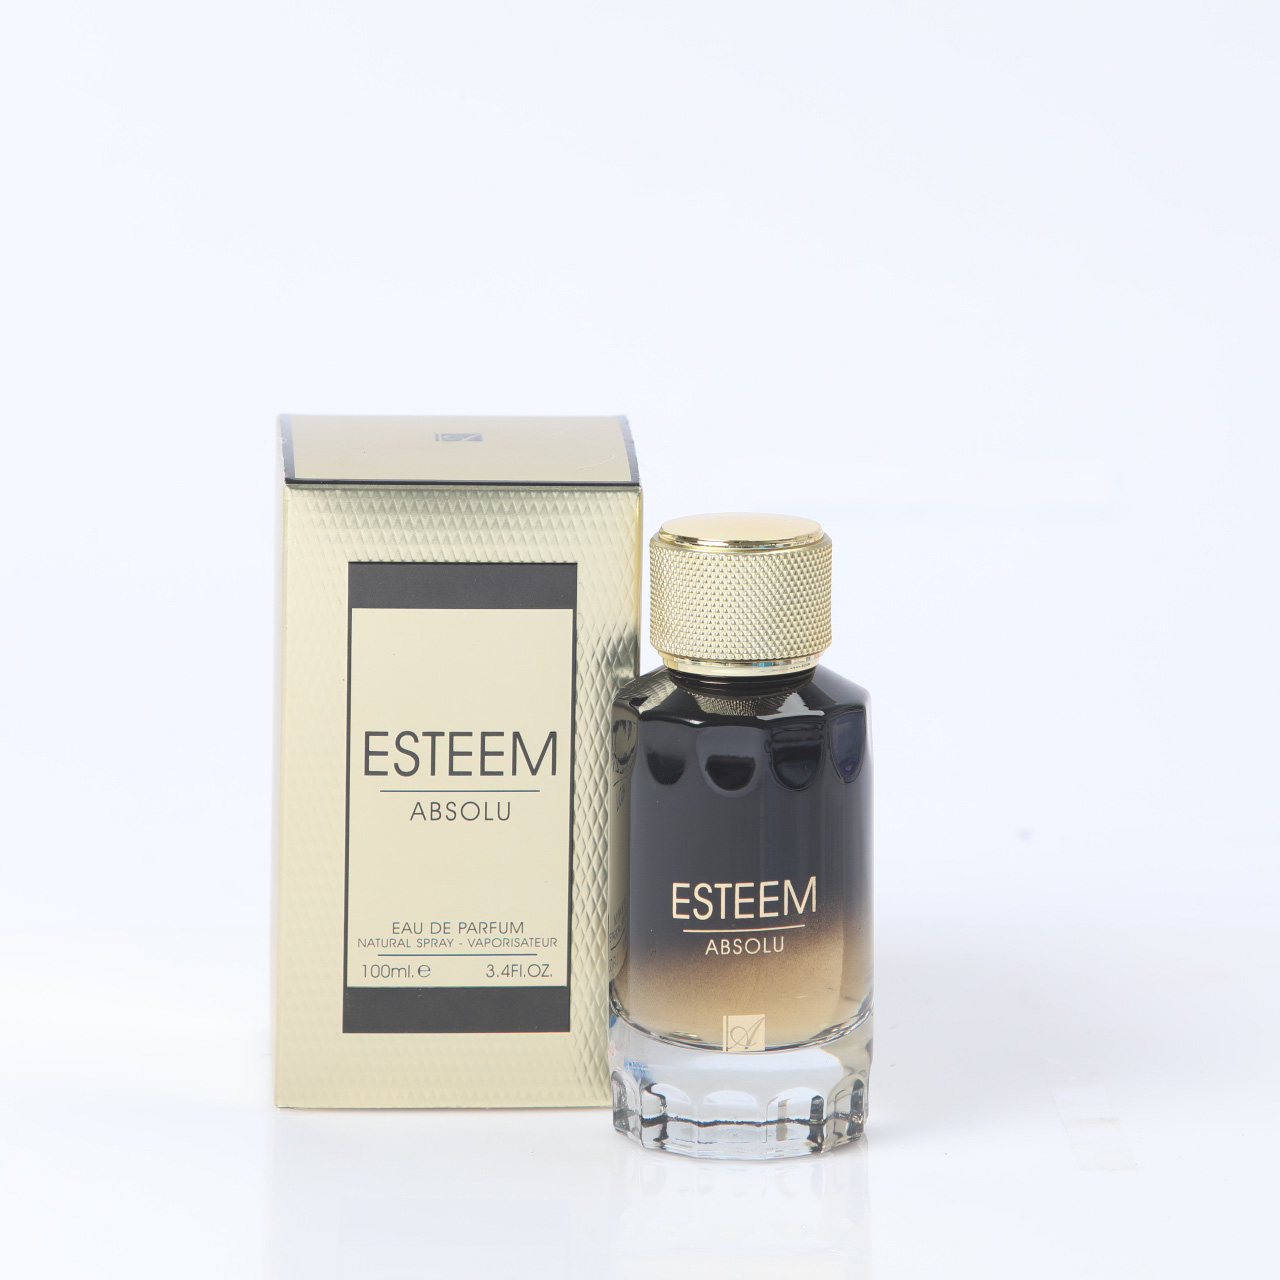 ESTEEM
ABSOLU
EAU DE PARFUM
NATURAL SPRAY - VAPORISATEUR
100ml. e 3.4Fl.OZ.
ESTEEM
ABSOLU
A